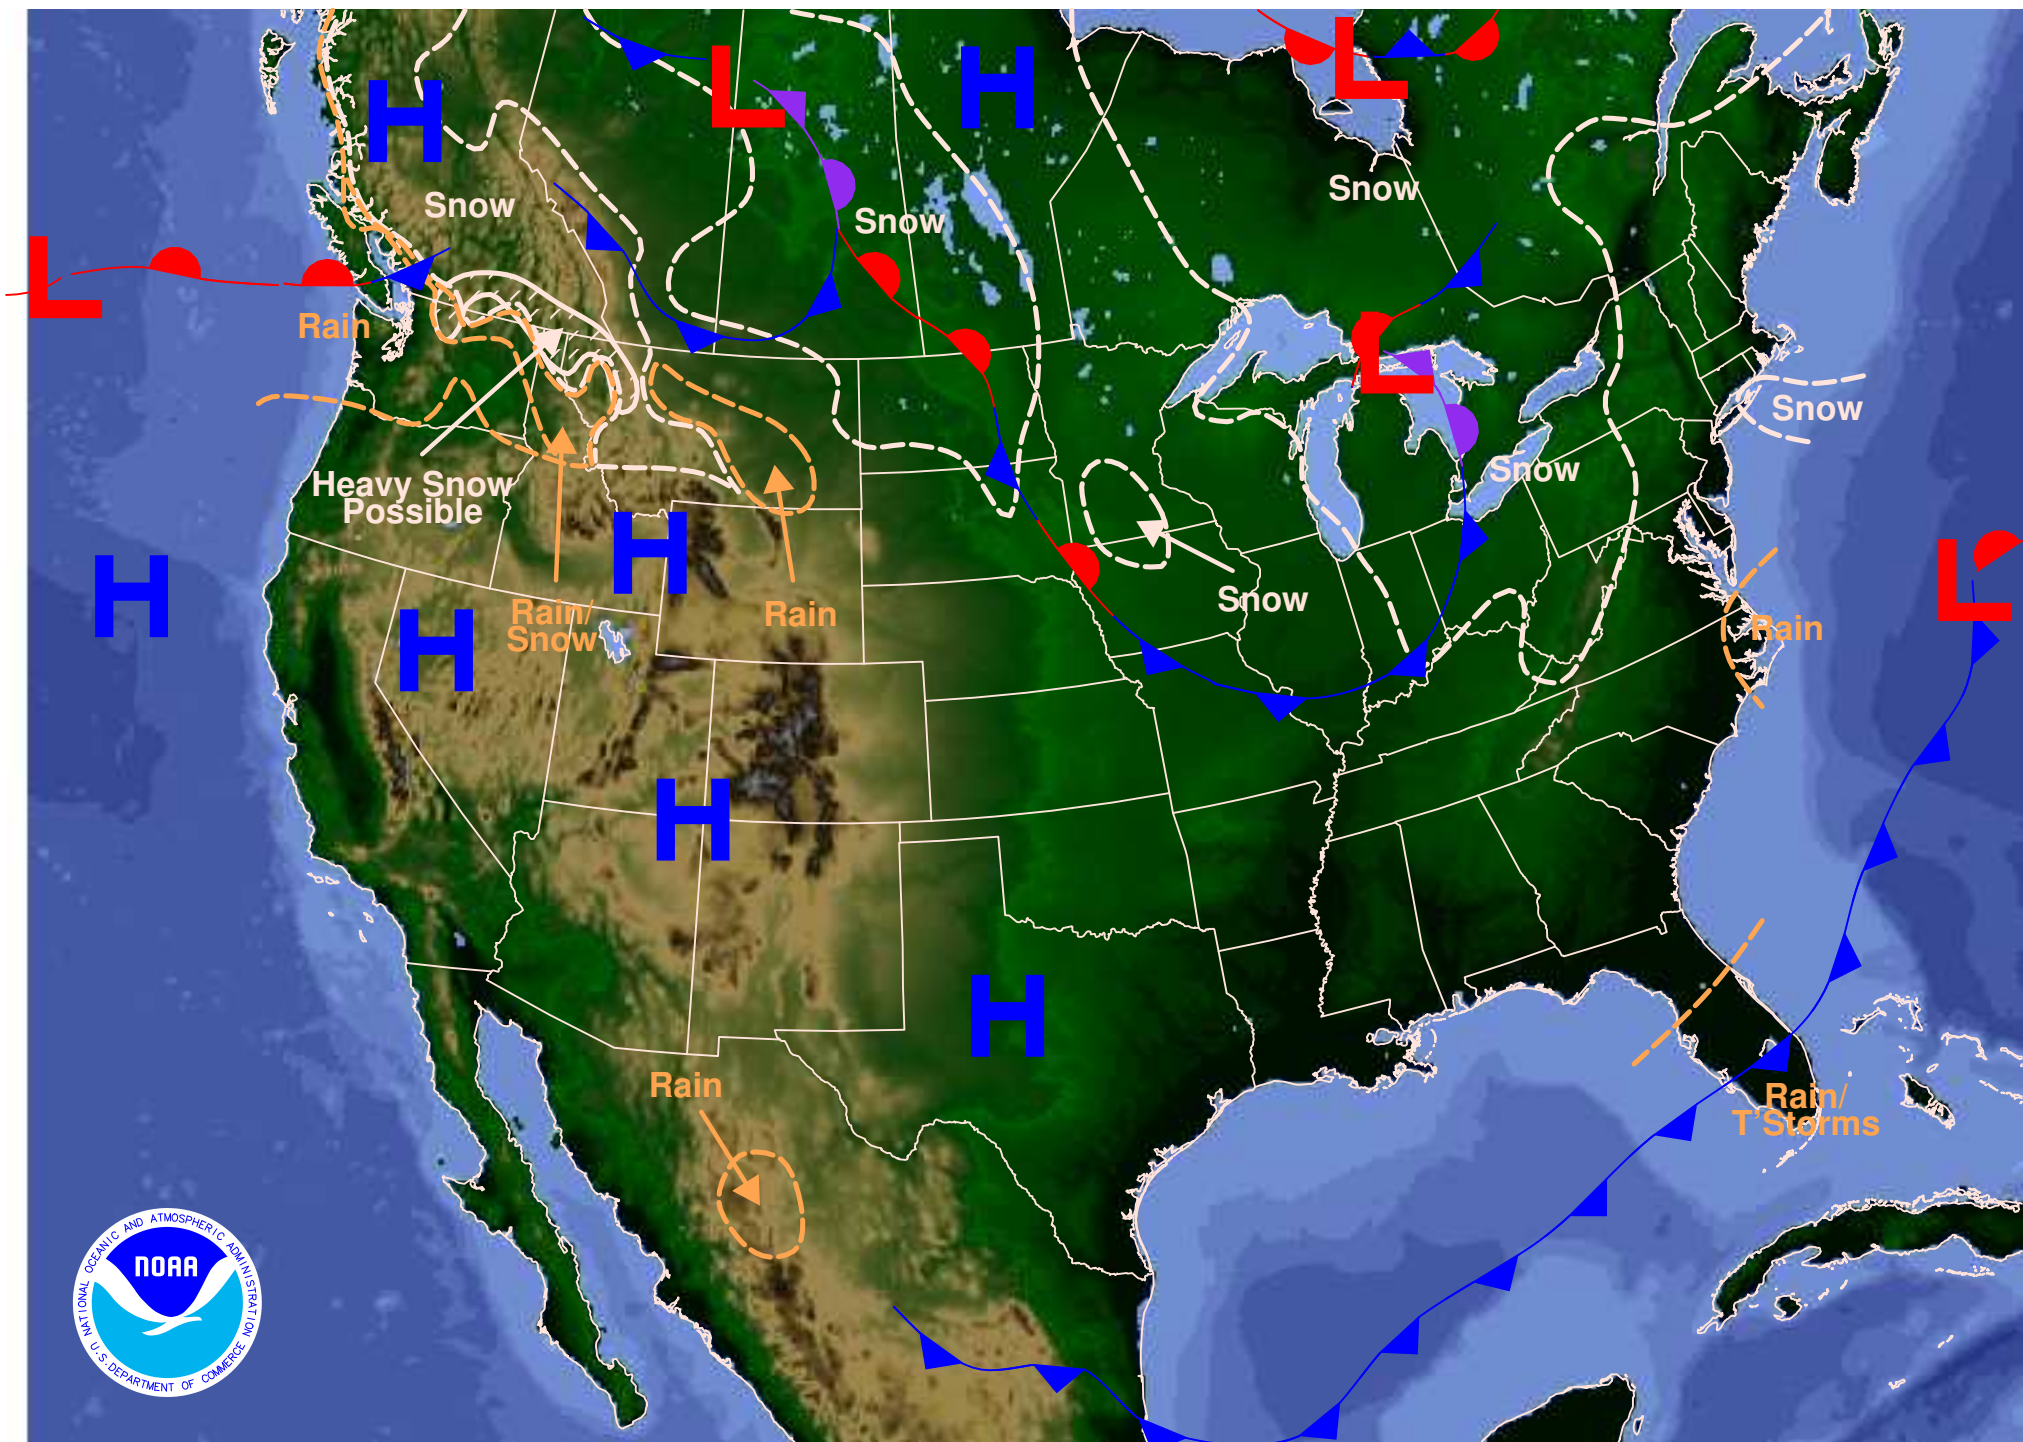 H
L
H
L
Snow
Snow
Snow
L
Rain
L
Snow
Heavy Snow
Possible
Snow
H
H
L
Snow
Rain/
Snow
Rain
Rain
H
H
H
Rain
Rain/
T'Storms
NOAA
NATIONAL OCEANIC AND ATMOSPHERIC ADMINISTRATION
U.S. DEPARTMENT OF COMMERCE